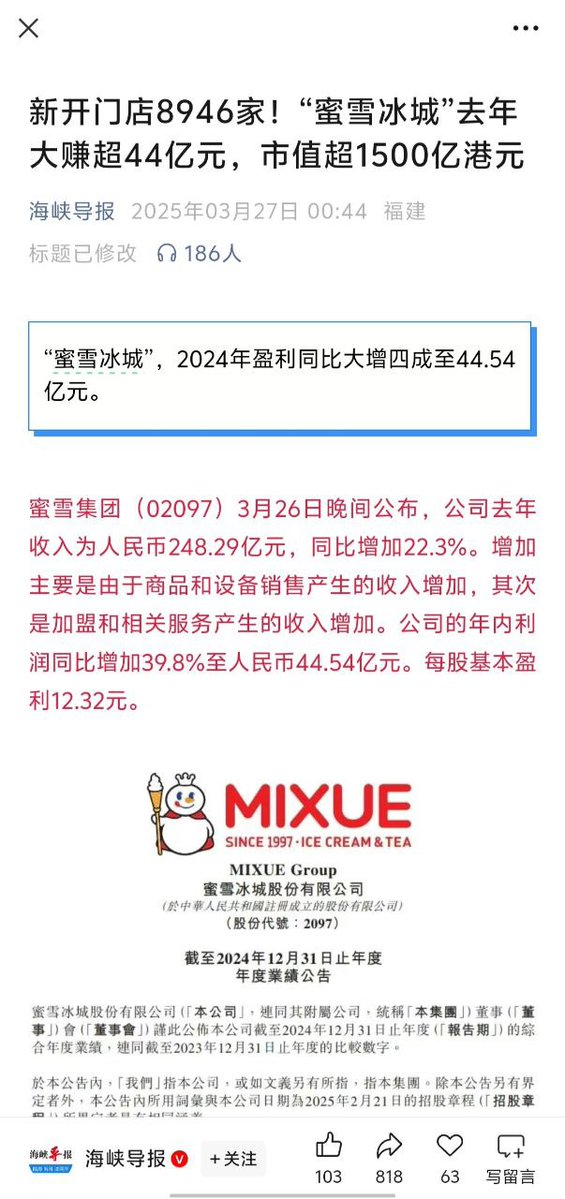 新开门店8946家！“蜜雪冰城”去年
大赚超44亿元，市值超1500亿港元
海峡导报 2025年03月27日 00:44 福建
标题已修改 186人
“蜜雪冰城”，2024年盈利同比大增四成至44.54
亿元。
蜜雪集团（02097）3月26日晚间公布，公司去年
收入为人民币248.29亿元，同比增加22.3%。增加
主要是由于商品和设备销售产生的收入增加，其次
是加盟和相关服务产生的收入增加。公司的年内利
润同比增加39.8%至人民币44.54亿元。每股基本盈
利12.32元。
MIXUE
SINCE 1997·ICE CREAM & TEA
MIXUE Group
蜜雪冰城股份有限公司
(於中華人民共和國註冊成立的股份有限公司)
（股份代號：2097）
截至2024年12月31日止年度
年度業績公告
蜜雪冰城股份有限公司(「本公司」，連同其附屬公司，統稱「本集團」)董事(「董
事」)會(「董事會」)謹此公佈本公司截至2024年12月31日止年度(「報告期」)的綜
合年度業績，連同截至2023年12月31日止年度的比較數字。
於本公告內，「我們」指本公司，或如文義另有所指，指本集團。除本公告另有界
定者外，本公告內所用詞彙與本公司日期為2025年2月21日的招股章程(「招股章
海峡导报
海峡导报 +关注
103 818 63 写留言